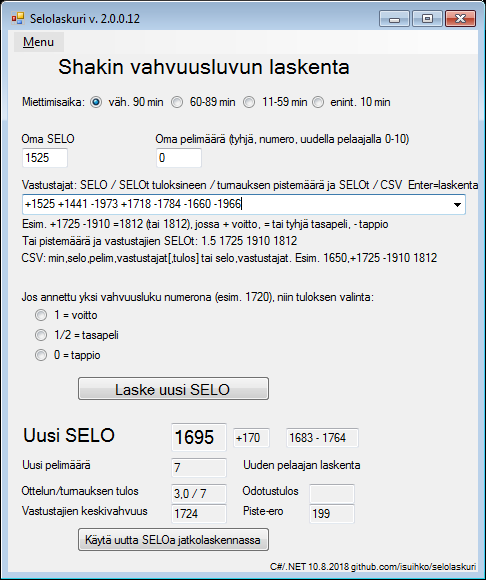 Selolaskuri v. 2.0.0.12
Menu
Shakin vahvuusluvun laskenta
Miettimisaika: väh. 90 min 60-89 min 11-59 min enint. 10 min
Oma SELO Oma pelimäärä (tyhjä, numero, uudella pelaajalla 0-10)
1525 0
Vastustajat: SELO / SELOt tuloksineen / turnauksen pistemäärä ja SELOt / CSV Enter=laskenta
+1525 +1441 -1973 +1718 -1784 -1660 -1966
Esim. +1725 -1910 =1812 (tai 1812), jossa + voitto, = tai tyhjä tasapeli, - tappio
Tai pistemäärä ja vastustajien SELOt: 1.5 1725 1910 1812
CSV: min,selo,pelim,vastustajat[,tulos] tai selo,vastustajat. Esim. 1650,+1725 -1910 1812
Jos annettu yksi vahvuusluku numerona (esim. 1720), niin tuloksen valinta:
1 = voitto
1/2 = tasapeli
0 = tappio
Laske uusi SELO
Uusi SELO 1695 +170 1683 - 1764
Uusi pelimäärä 7 Uuden pelaajan laskenta
Ottelun/turnauksen tulos 3,0 / 7 Odotustulos
Vastustajien keskivahvuus 1724 Piste-ero 199
Käytä uutta SELOa jatkolaskennassa
C#/.NET 10.8.2018 github.com/isuihko/selolaskuri